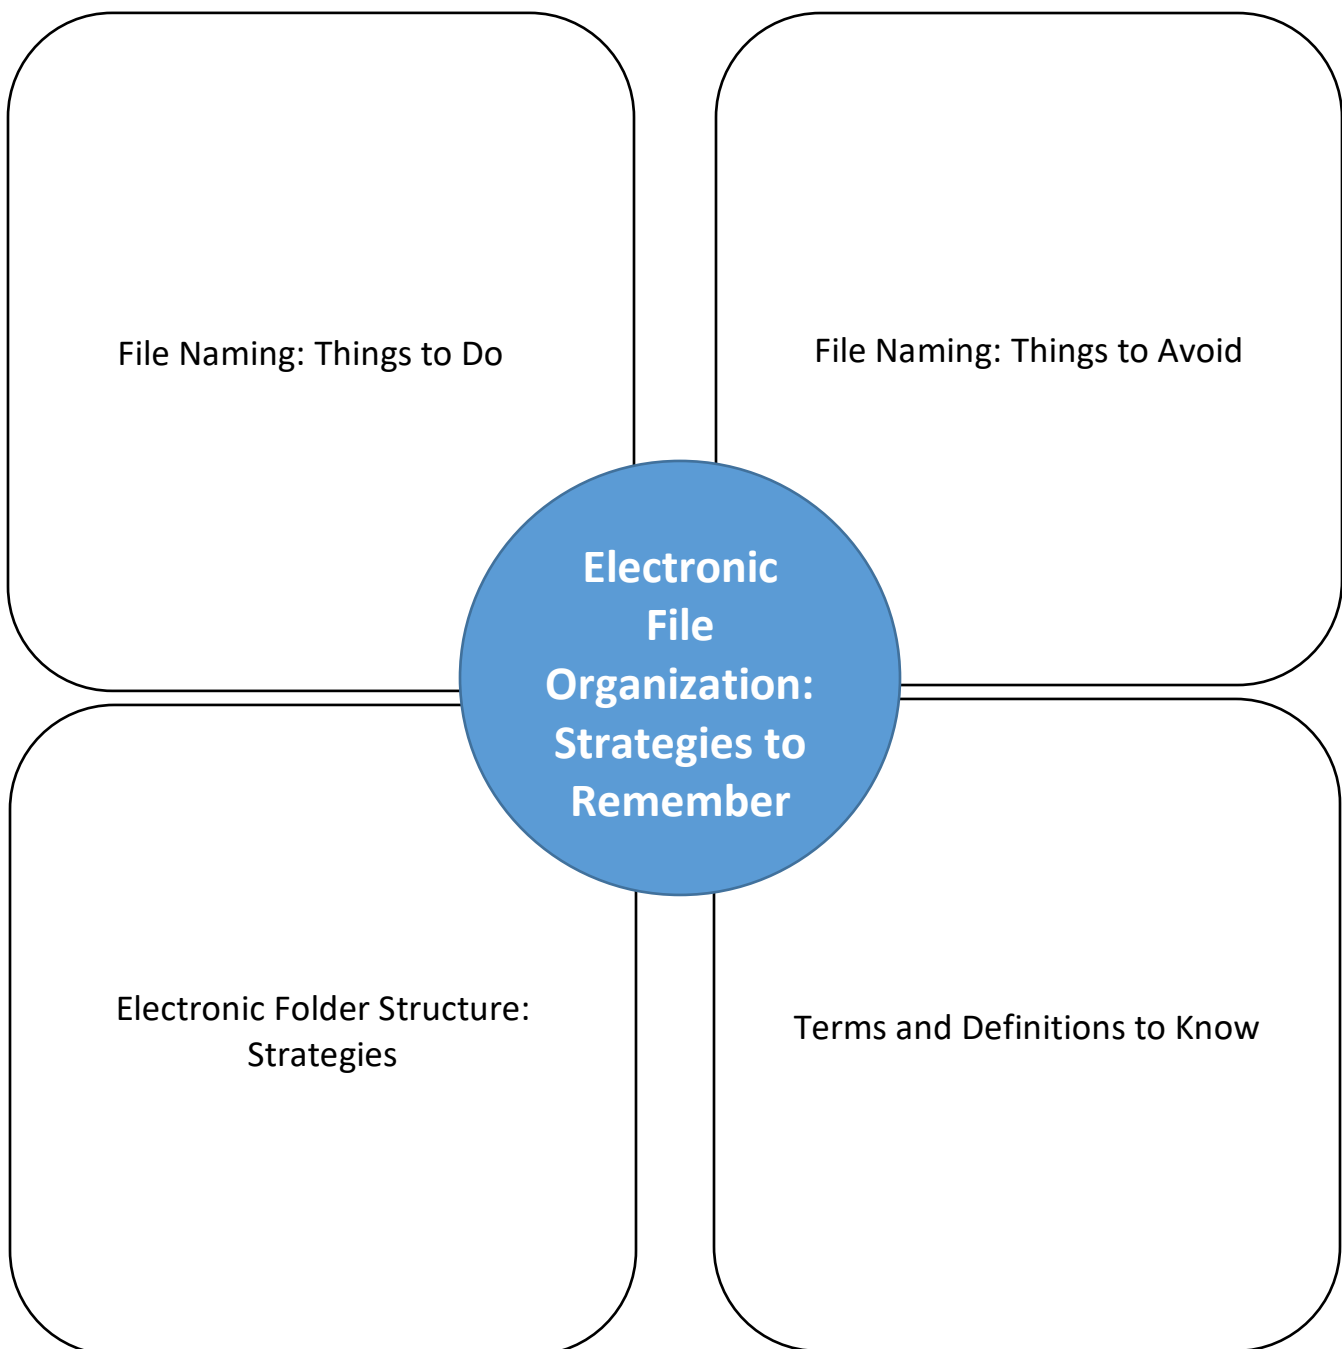 File Naming: Things to Do
File Naming: Things to Avoid
Electronic
File
Organization:
Strategies to
Remember
Electronic Folder Structure:
Strategies
Terms and Definitions to Know